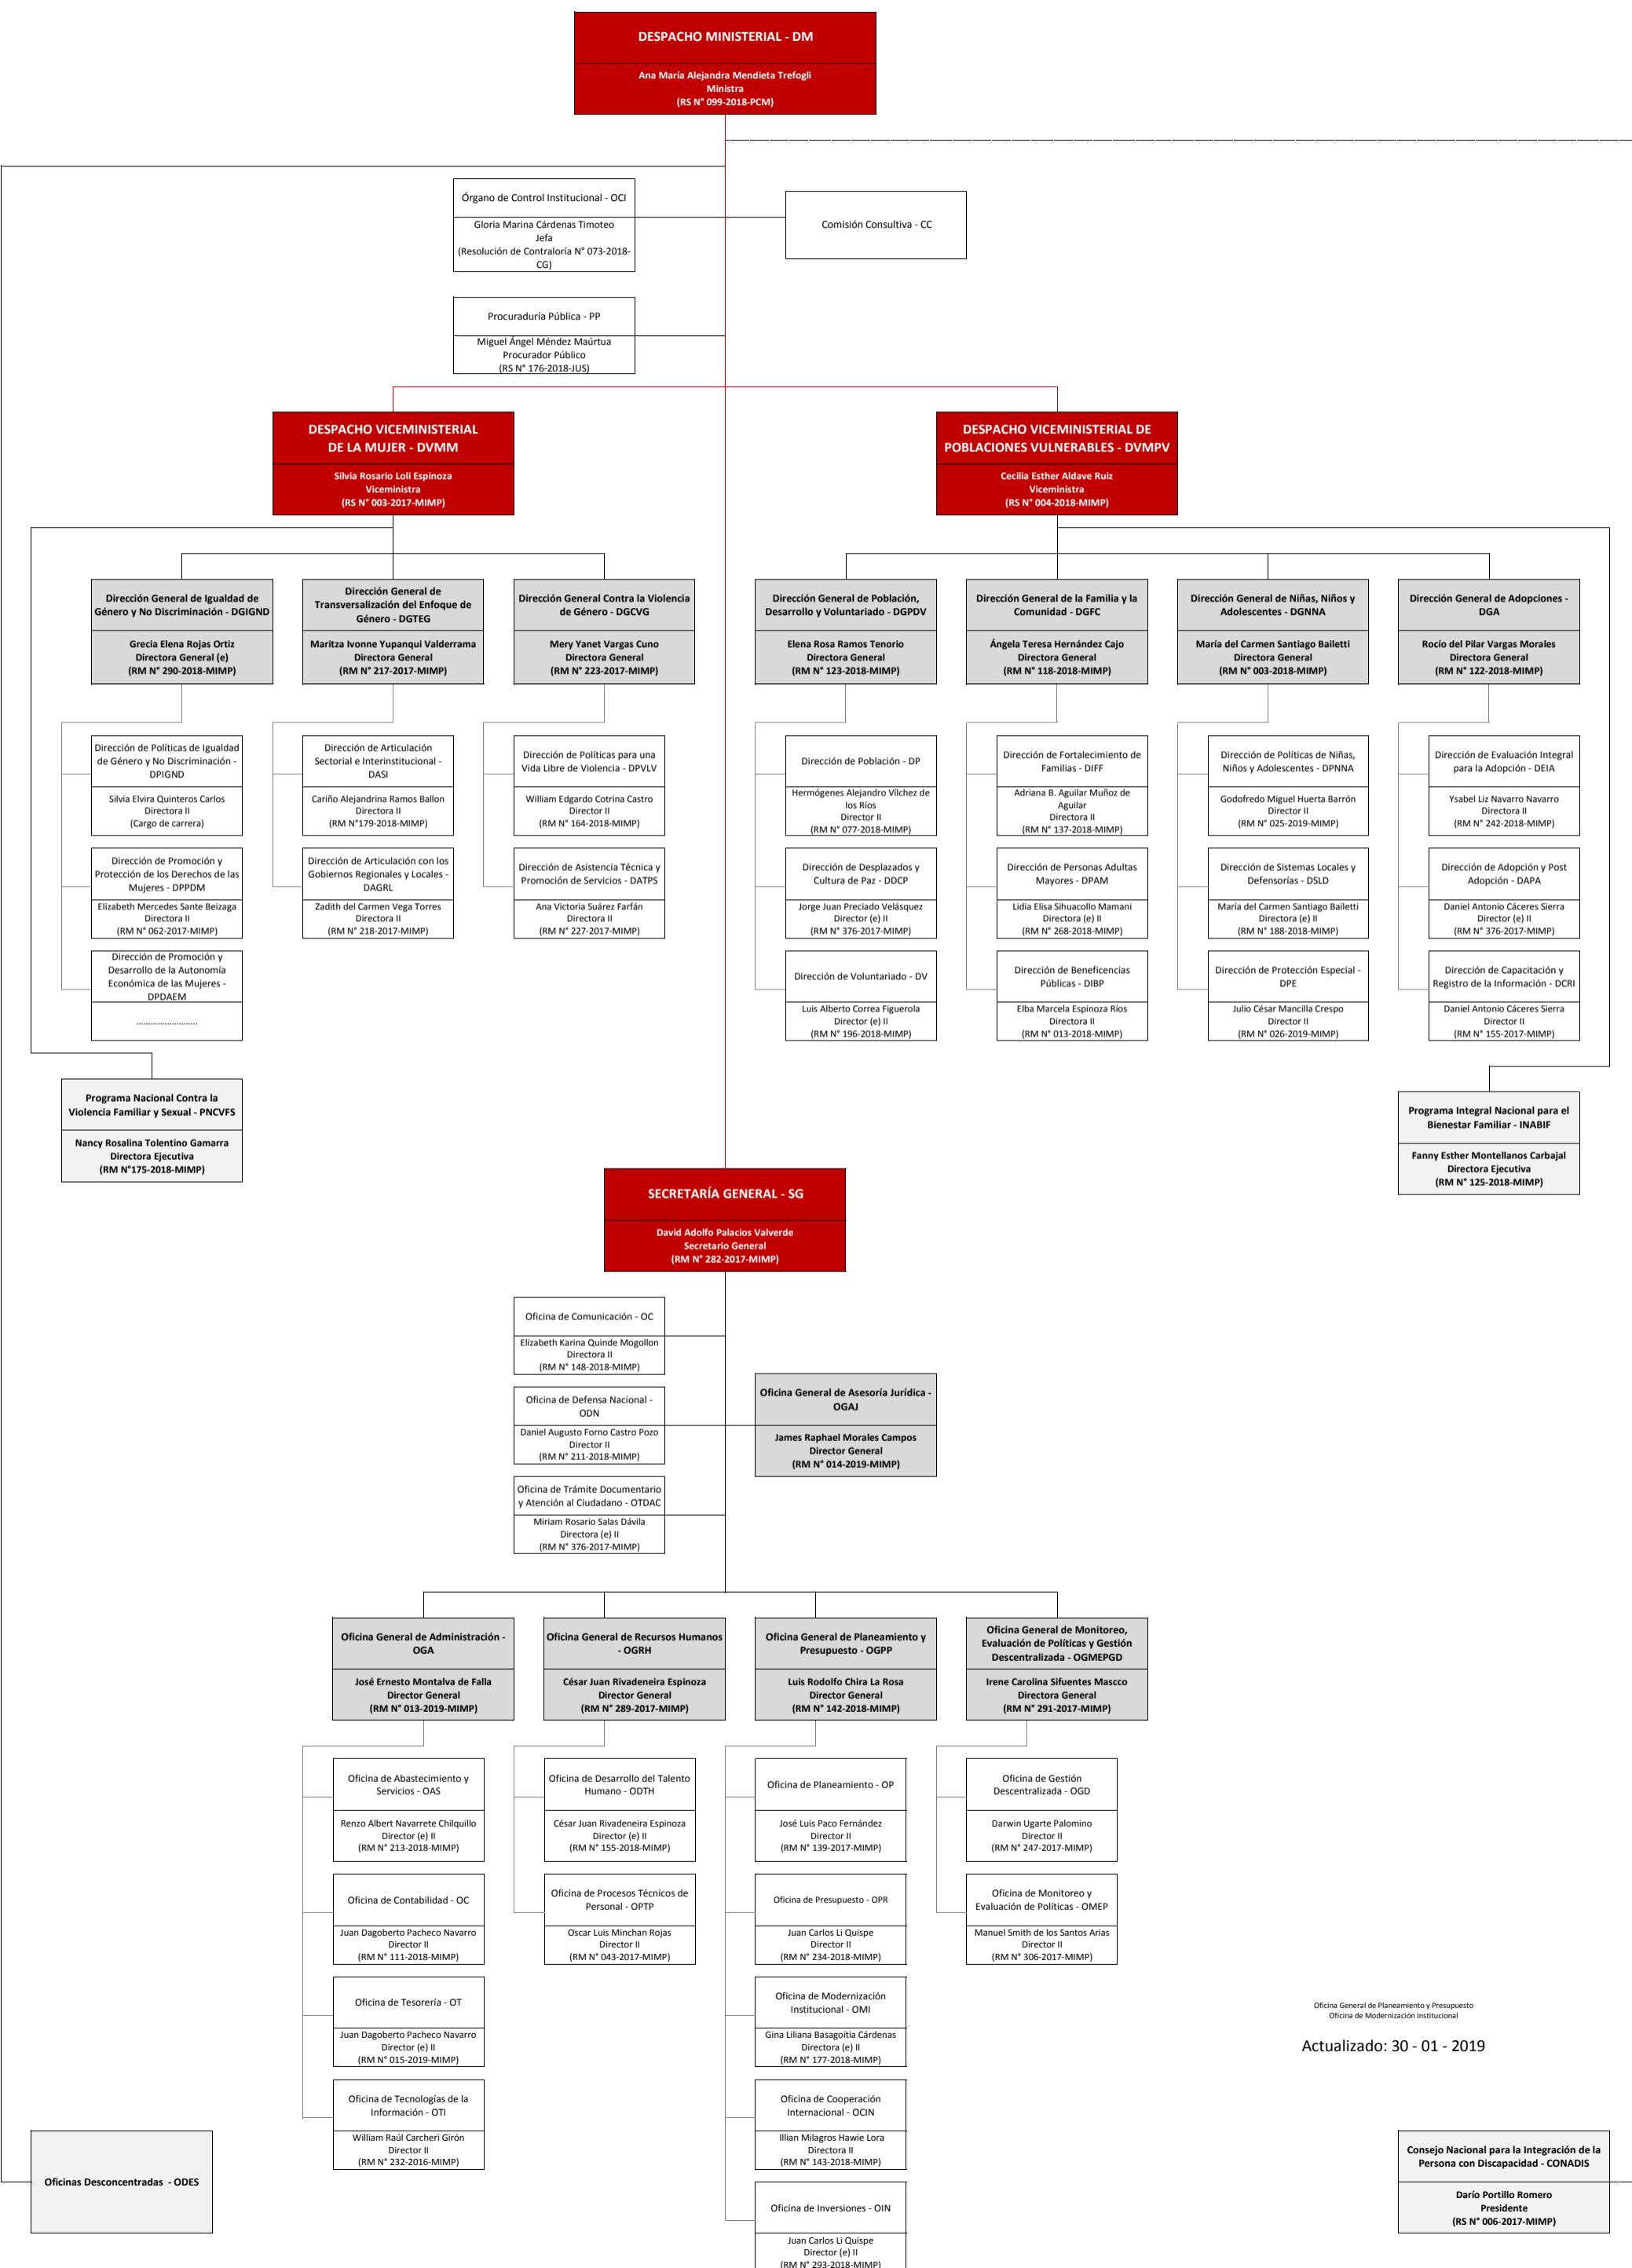 DESPACHO MINISTERIAL - DM
Ana María Alejandra Mendieta Trefogli
Ministra
(RS N° 099-2018-PCM)
Órgano de Control Institucional - OCI
Gloria Marina Cárdenas Timoteo
Jefa
(Resolución de Contraloría N° 073-2018-
CG)
Comisión Consultiva - CC
Procuraduría Pública - PP
Miguel Ángel Méndez Maúrtua
Procurador Público
(RS N° 176-2018-JUS)
DESPACHO VICEMINISTERIAL
DE LA MUJER - DVMM
Silvia Rosario Loli Espinoza
Viceministra
(RS N° 003-2017-MIMP)
DESPACHO VICEMINISTERIAL DE
POBLACIONES VULNERABLES - DVMPV
Cecilia Esther Aldave Ruiz
Viceministra
(RS N° 004-2018-MIMP)
Dirección General de Igualdad de
Género y No Discriminación - DGIGND
Grecia Elena Rojas Ortiz
Directora General (e)
(RM N° 290-2018-MIMP)
Dirección General de
Transversalización del Enfoque de
Género - DGTEG
Maritza Ivonne Yupanqui Valderrama
Directora General
(RM N° 217-2017-MIMP)
Dirección General Contra la Violencia
de Género - DGCVG
Mery Yanet Vargas Cuno
Directora General
(RM N° 223-2017-MIMP)
Dirección General de Población,
Desarrollo y Voluntariado - DGPDV
Elena Rosa Ramos Tenorio
Directora General
(RM N° 123-2018-MIMP)
Dirección General de la Familia y la
Comunidad - DGFC
Ángela Teresa Hernández Cajo
Directora General
(RM N° 118-2018-MIMP)
Dirección General de Niñas, Niños y
Adolescentes - DGNNA
María del Carmen Santiago Bailetti
Directora General
(RM N° 003-2018-MIMP)
Dirección General de Adopciones -
DGA
Rocío del Pilar Vargas Morales
Directora General
(RM N° 122-2018-MIMP)
Dirección de Políticas de Igualdad
de Género y No Discriminación -
DPIGND
Silvia Elvira Quinteros Carlos
Directora II
(Cargo de carrera)
Dirección de Articulación
Sectorial e Interinstitucional -
DASI
Cariño Alejandrina Ramos Ballon
Directora II
(RM N°179-2018-MIMP)
Dirección de Políticas para una
Vida Libre de Violencia - DPVLV
William Edgardo Cotrina Castro
Director II
(RM N° 164-2018-MIMP)
Dirección de Población - DP
Hermógenes Alejandro Vílchez de
los Ríos
Director II
(RM N° 077-2018-MIMP)
Dirección de Fortalecimiento de
Familias - DIFF
Adriana B. Aguilar Muñoz de
Aguilar
Directora II
(RM N° 137-2018-MIMP)
Dirección de Políticas de Niñas,
Niños y Adolescentes - DPNNA
Godofredo Miguel Huerta Barrón
Director II
(RM N° 025-2019-MIMP)
Dirección de Evaluación Integral
para la Adopción - DEIA
Ysabel Liz Navarro Navarro
Directora II
(RM N° 242-2018-MIMP)
Dirección de Promoción y
Protección de los Derechos de las
Mujeres - DPPDM
Elizabeth Mercedes Sante Beizaga
Directora II
(RM N° 062-2017-MIMP)
Dirección de Articulación con los
Gobiernos Regionales y Locales -
DAGRL
Zadith del Carmen Vega Torres
Directora II
(RM N° 218-2017-MIMP)
Dirección de Asistencia Técnica y
Promoción de Servicios - DATPS
Ana Victoria Suárez Farfán
Directora II
(RM N° 227-2017-MIMP)
Dirección de Desplazados y
Cultura de Paz - DDCP
Jorge Juan Preciado Velásquez
Director (e) II
(RM N° 376-2017-MIMP)
Dirección de Personas Adultas
Mayores - DPAM
Lidia Elisa Sihuacollo Mamani
Directora (e) II
(RM N° 268-2018-MIMP)
Dirección de Sistemas Locales y
Defensorías - DSLD
María del Carmen Santiago Bailetti
Directora (e) II
(RM N° 188-2018-MIMP)
Dirección de Adopción y Post
Adopción - DAPA
Daniel Antonio Cáceres Sierra
Director (e) II
(RM N° 376-2017-MIMP)
Dirección de Promoción y
Desarrollo de la Autonomía
Económica de las Mujeres -
DPDAEM
..........................
Dirección de Voluntariado - DV
Luis Alberto Correa Figuerola
Director (e) II
(RM N° 196-2018-MIMP)
Dirección de Beneficencias
Públicas - DIBP
Elba Marcela Espinoza Ríos
Directora II
(RM N° 013-2018-MIMP)
Dirección de Protección Especial -
DPE
Julio César Mancilla Crespo
Director II
(RM N° 026-2019-MIMP)
Dirección de Capacitación y
Registro de la Información - DCRI
Daniel Antonio Cáceres Sierra
Director II
(RM N° 155-2017-MIMP)
Programa Nacional Contra la
Violencia Familiar y Sexual - PNCVFS
Nancy Rosalina Tolentino Gamarra
Directora Ejecutiva
(RM N°175-2018-MIMP)
Programa Integral Nacional para el
Bienestar Familiar - INABIF
Fanny Esther Montellanos Carbajal
Directora Ejecutiva
(RM N° 125-2018-MIMP)
SECRETARÍA GENERAL - SG
David Adolfo Palacios Valverde
Secretario General
(RM N° 282-2017-MIMP)
Oficina de Comunicación - OC
Elizabeth Karina Quinde Mogollon
Directora II
(RM N° 148-2018-MIMP)
Oficina de Defensa Nacional -
ODN
Daniel Augusto Forno Castro Pozo
Director II
(RM N° 211-2018-MIMP)
Oficina General de Asesoría Jurídica -
OGAJ
James Raphael Morales Campos
Director General
(RM N° 014-2019-MIMP)
Oficina de Trámite Documentario
y Atención al Ciudadano - OTDAC
Miriam Rosario Salas Dávila
Directora (e) II
(RM N° 376-2017-MIMP)
Oficina General de Administración -
OGA
José Ernesto Montalva de Falla
Director General
(RM N° 013-2019-MIMP)
Oficina General de Recursos Humanos
- OGRH
César Juan Rivadeneira Espinoza
Director General
(RM N° 289-2017-MIMP)
Oficina General de Planeamiento y
Presupuesto - OGPP
Luis Rodolfo Chira La Rosa
Director General
(RM N° 142-2018-MIMP)
Oficina General de Monitoreo,
Evaluación de Políticas y Gestión
Descentralizada - OGMEPGD
Irene Carolina Sifuentes Mascco
Directora General
(RM N° 291-2017-MIMP)
Oficina de Abastecimiento y
Servicios - OAS
Renzo Albert Navarrete Chilquillo
Director (e) II
(RM N° 213-2018-MIMP)
Oficina de Desarrollo del Talento
Humano - ODTH
César Juan Rivadeneira Espinoza
Director (e) II
(RM N° 155-2018-MIMP)
Oficina de Planeamiento - OP
José Luis Paco Fernández
Director II
(RM N° 139-2017-MIMP)
Oficina de Gestión
Descentralizada - OGD
Darwin Ugarte Palomino
Director II
(RM N° 247-2017-MIMP)
Oficina de Contabilidad - OC
Juan Dagoberto Pacheco Navarro
Director II
(RM N° 111-2018-MIMP)
Oficina de Procesos Técnicos de
Personal - OPTP
Oscar Luis Minchan Rojas
Director II
(RM N° 043-2017-MIMP)
Oficina de Presupuesto - OPR
Juan Carlos Li Quispe
Director II
(RM N° 234-2018-MIMP)
Oficina de Monitoreo y
Evaluación de Políticas - OMEP
Manuel Smith de los Santos Arias
Director II
(RM N° 306-2017-MIMP)
Oficina de Tesorería - OT
Juan Dagoberto Pacheco Navarro
Director (e) II
(RM N° 015-2019-MIMP)
Oficina de Modernización
Institucional - OMI
Gina Liliana Basagoitia Cárdenas
Directora (e) II
(RM N° 177-2018-MIMP)
Oficina General de Planeamiento y Presupuesto
Oficina de Modernización Institucional
Actualizado: 30 - 01 - 2019
Oficina de Tecnologías de la
Información - OTI
William Raúl Carcheri Girón
Director II
(RM N° 232-2016-MIMP)
Oficina de Cooperación
Internacional - OCIN
Illian Milagros Hawie Lora
Directora II
(RM N° 143-2018-MIMP)
Oficinas Desconcentradas - ODES
Consejo Nacional para la Integración de la
Persona con Discapacidad - CONADIS
Darío Portillo Romero
Presidente
(RS N° 006-2017-MIMP)
Oficina de Inversiones - OIN
Juan Carlos Li Quispe
Director (e) II
(RM N° 293-2018-MIMP)